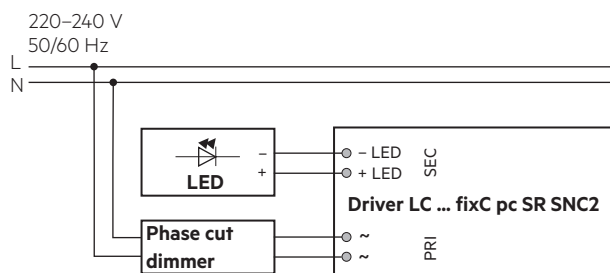 220–240 V
50/60 Hz
L
N
– – LED
+ + LED
SEC
LED
Driver LC ... fixC pc SR SNC2
Phase cut ~
dimmer ~
PRI